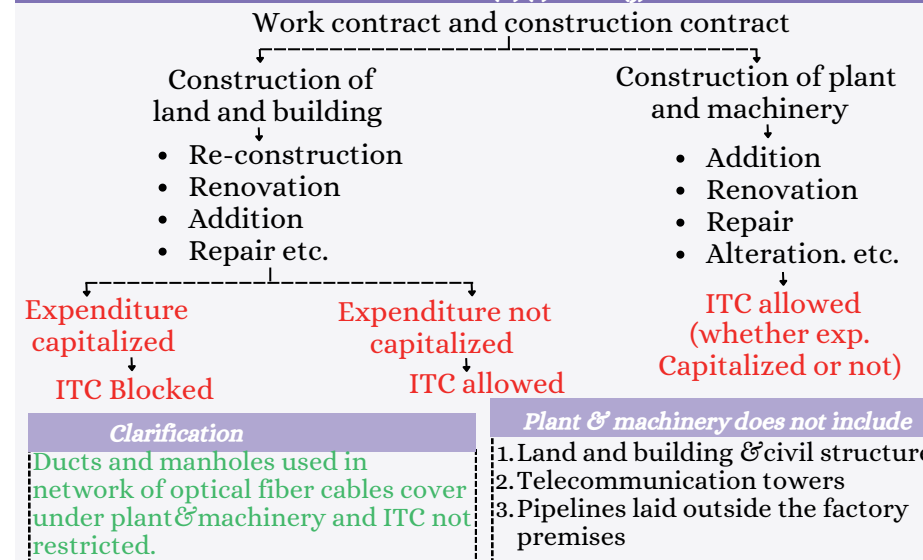 Work contract and construction contract
Construction of
land and building
• Re-construction
• Renovation
• Addition
• Repair etc.
Expenditure
capitalized
ITC Blocked
Expenditure not
capitalized
ITC allowed
Construction of plant
and machinery
• Addition
• Renovation
• Repair
• Alteration. etc.
ITC allowed
(whether exp.
Capitalized or not)
Clarification
Ducts and manholes used in
network of optical fiber cables cover
under plant&machinery and ITC not
restricted.
Plant & machinery does not include
1.Land and building &civil structure
2.Telecommunication towers
3.Pipelines laid outside the factory
premises